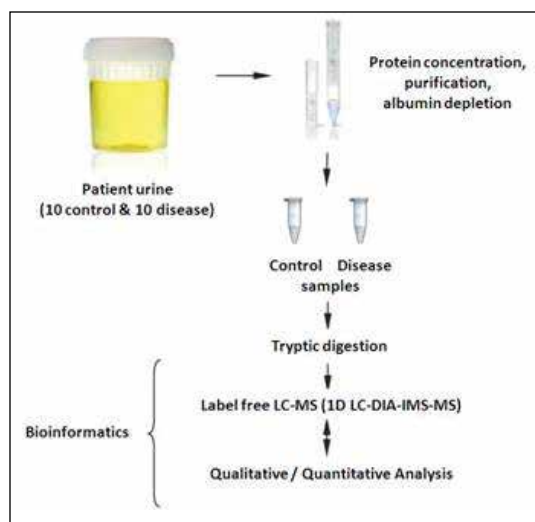 Protein concentration,
purification,
albumin depletion
Patient urine
(10 control & 10 disease)
Control Disease
samples
Tryptic digestion
Label free LC-MS (1D LC-DIA-IMS-MS)
Bioinformatics
Qualitative / Quantitative Analysis